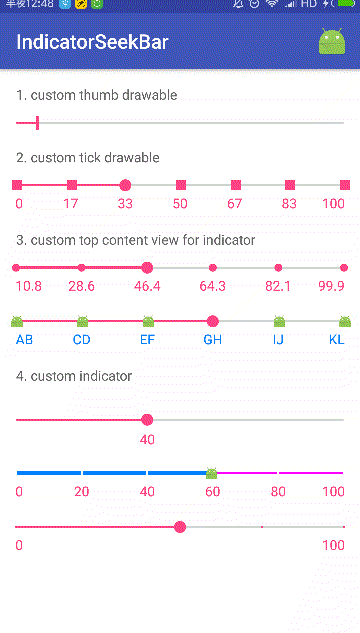 半夜12:48 HD
IndicatorSeekBar
1. custom thumb drawable
2. custom tick drawable
0 17 33 50 67 83 100
3. custom top content view for indicator
10.8 28.6 46.4 64.3 82.1 99.9
AB CD EF GH IJ KL
4. custom indicator
40
0 20 40 60 80 100
0 100